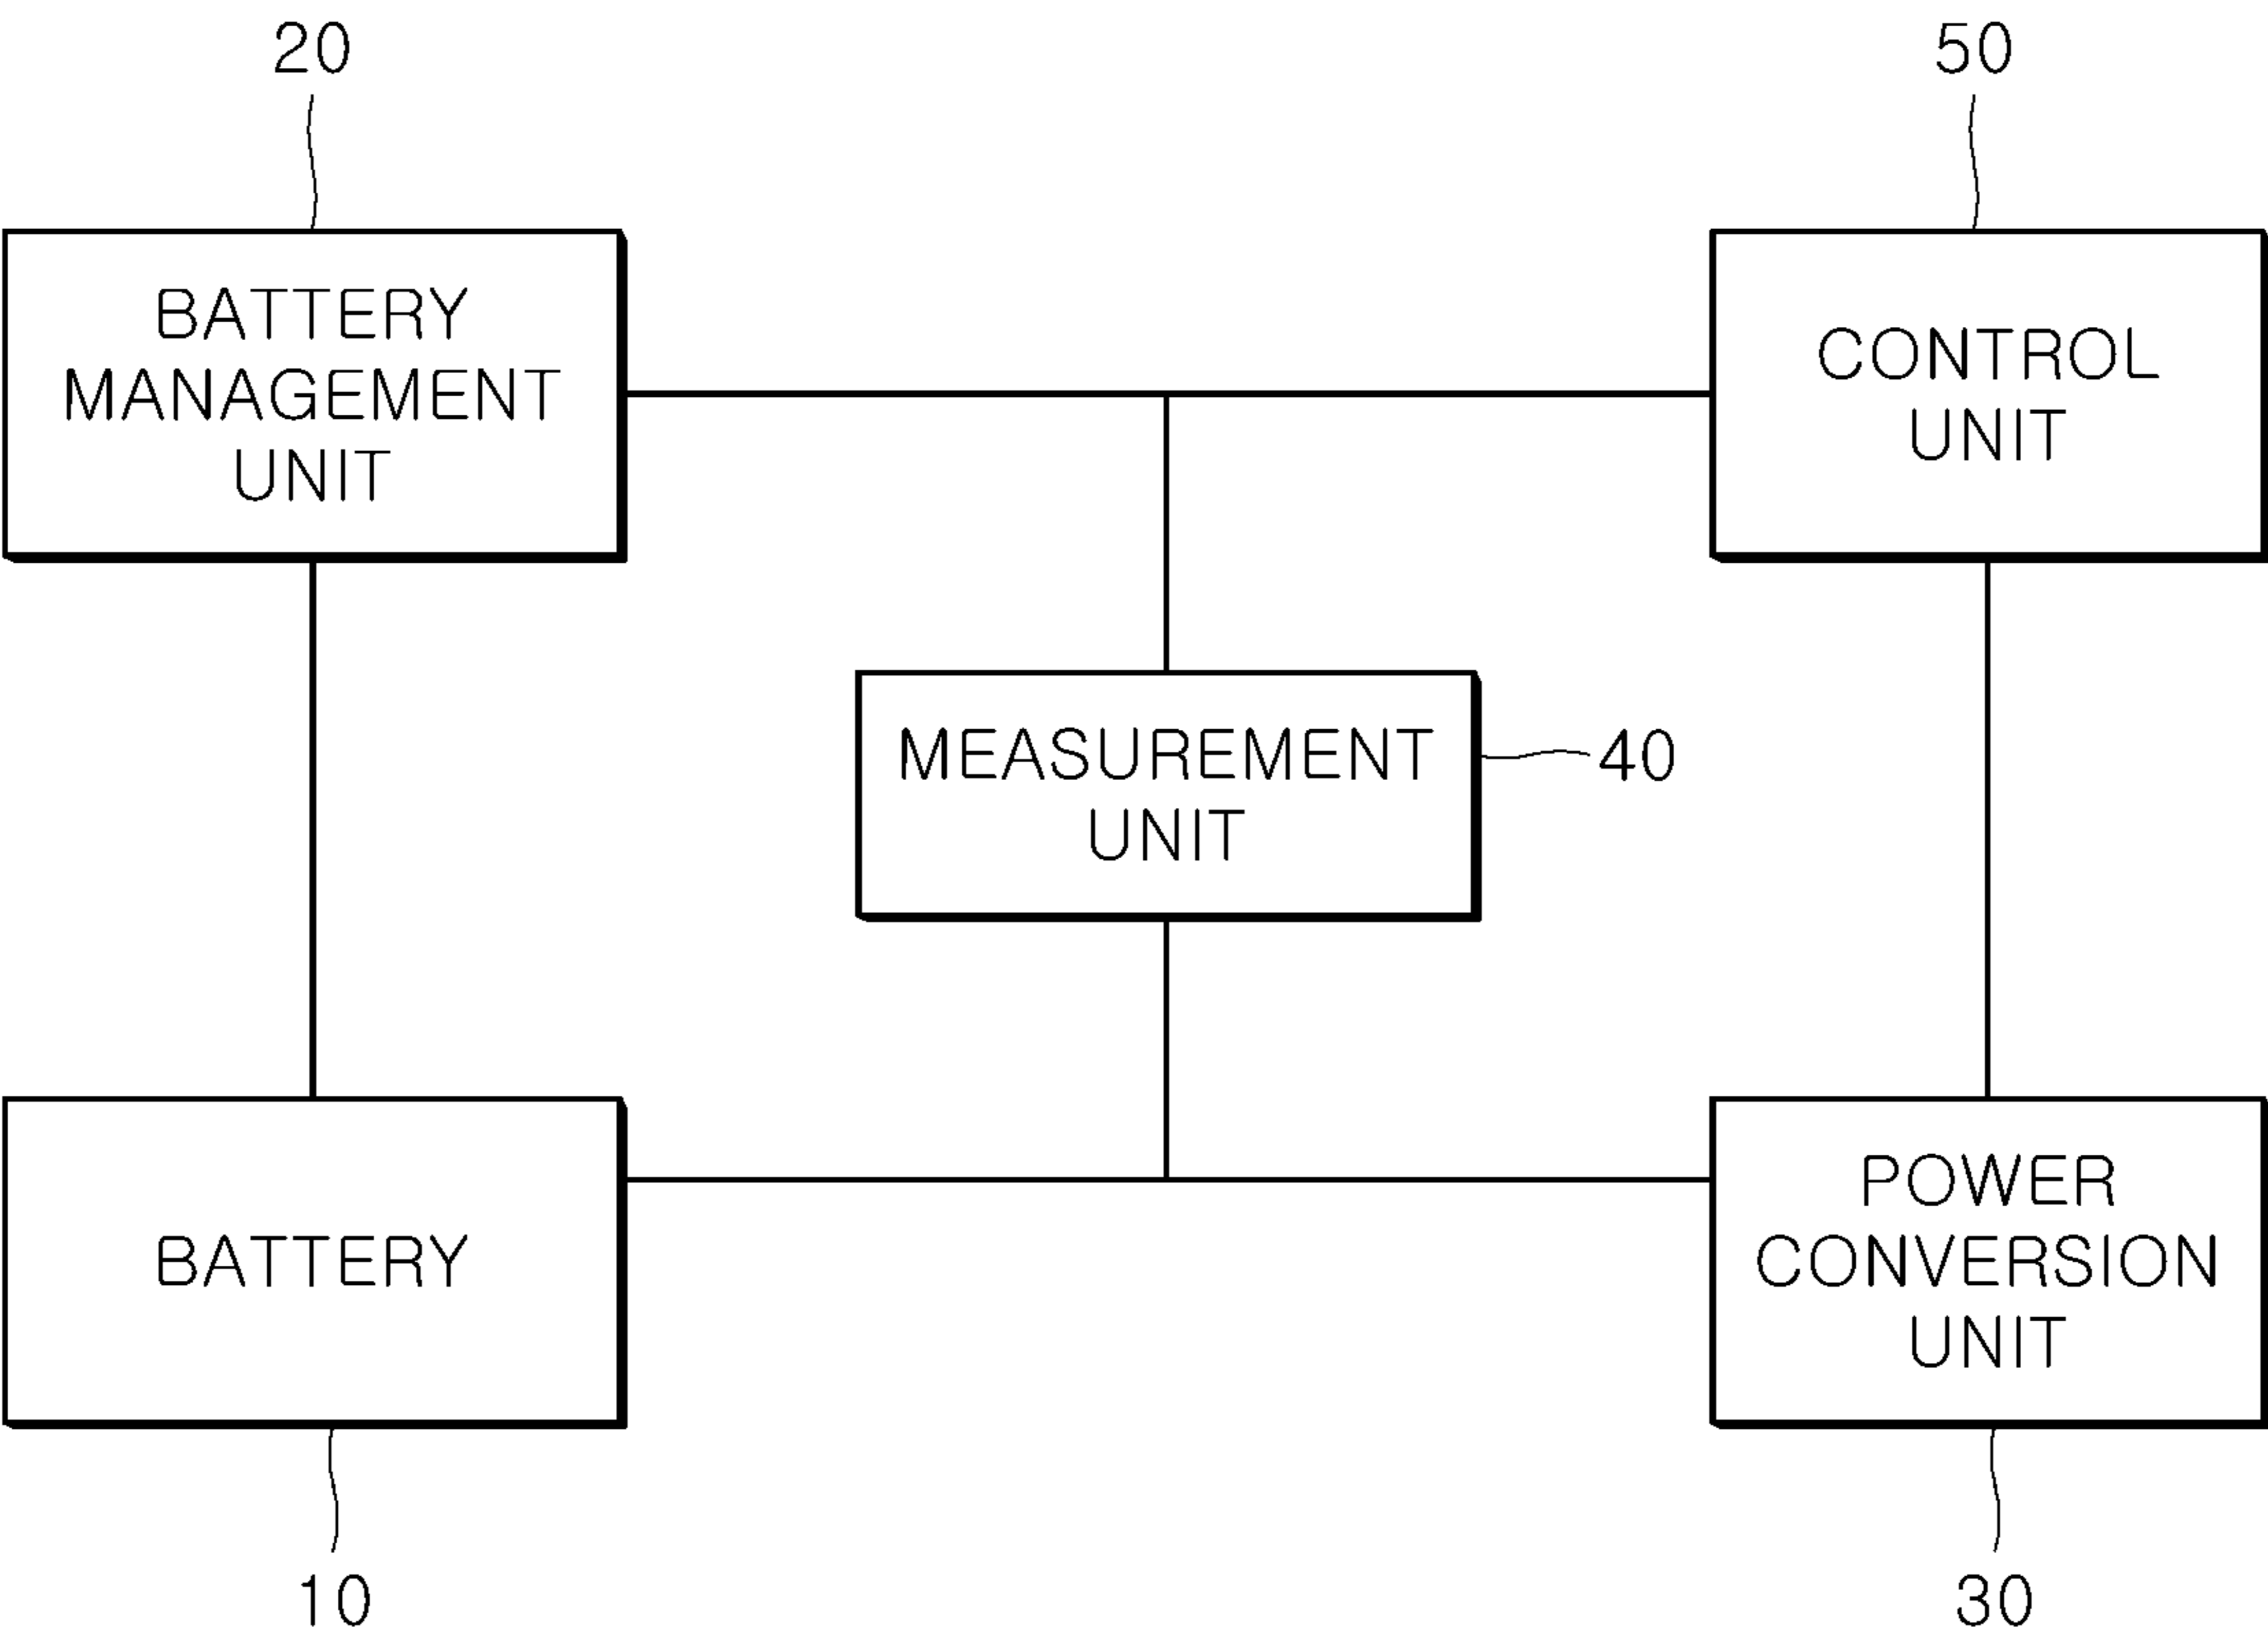 20
50
BATTERY
MANAGEMENT
UNIT
CONTROL
UNIT
MEASUREMENT
UNIT
40
BATTERY
POWER
CONVERSION
UNIT
10
30